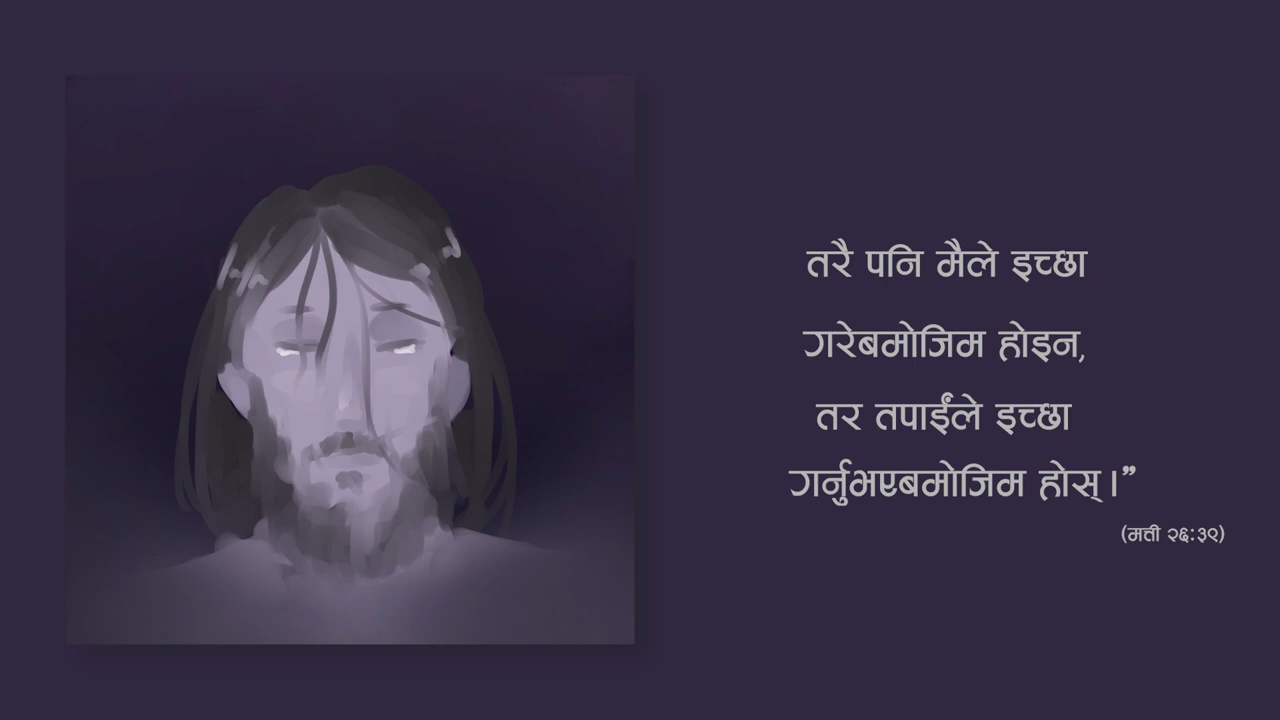 तरै पनि मैले इच्छा
गरेबमोजिम होइन,
तर तपाईंले इच्छा
गर्नुभएबमोजिम होस् ।”
(मत्ती २६:३९)